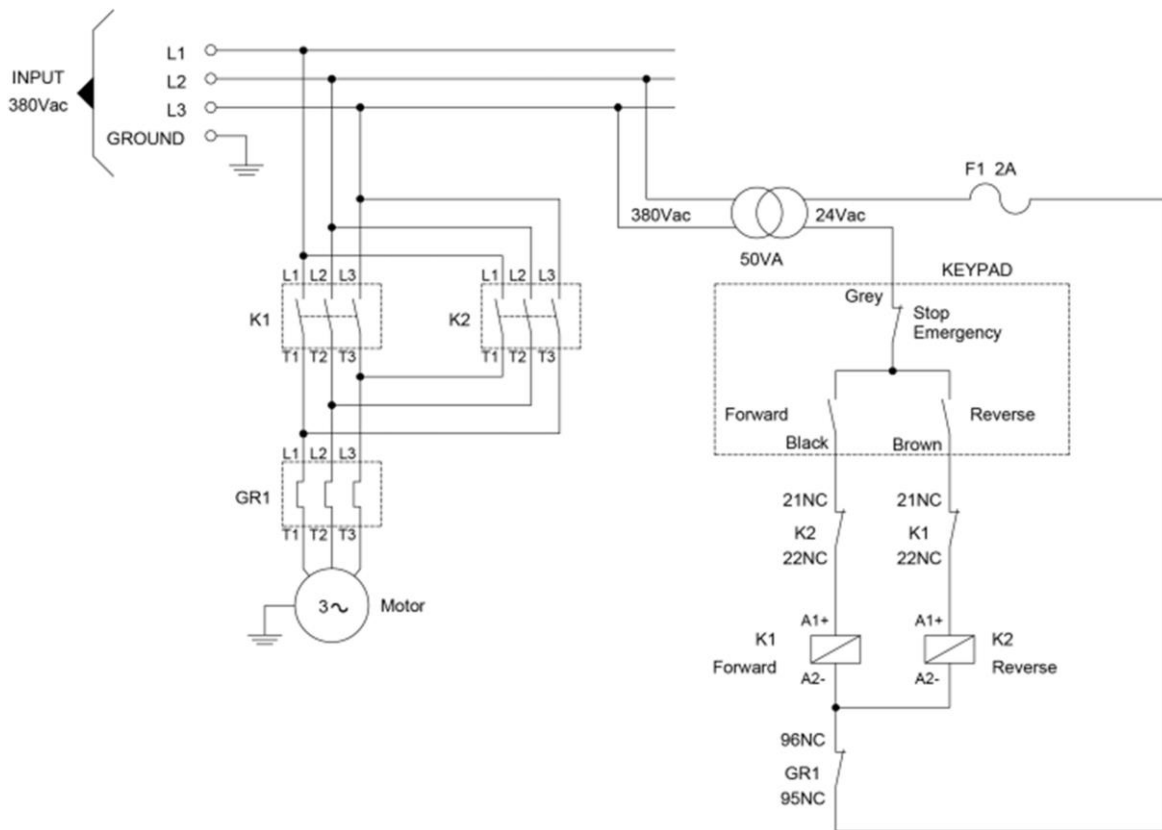 INPUT
380Vac
L1
L2
L3
GROUND
F1 2A
380Vac
24Vac
50VA
KEYPAD
L1 L2 L3
L1 L2 L3
K1
K2
T1 T2 T3
T1 T2 T3
Grey
Stop
Emergency
Forward
Reverse
Black
Brown
L1 L2 L3
GR1
T1 T2 T3
3~
Motor
21NC
K2
22NC
21NC
K1
22NC
A1+
K1
Forward
A2-
A1+
K2
Reverse
A2-
96NC
GR1
95NC